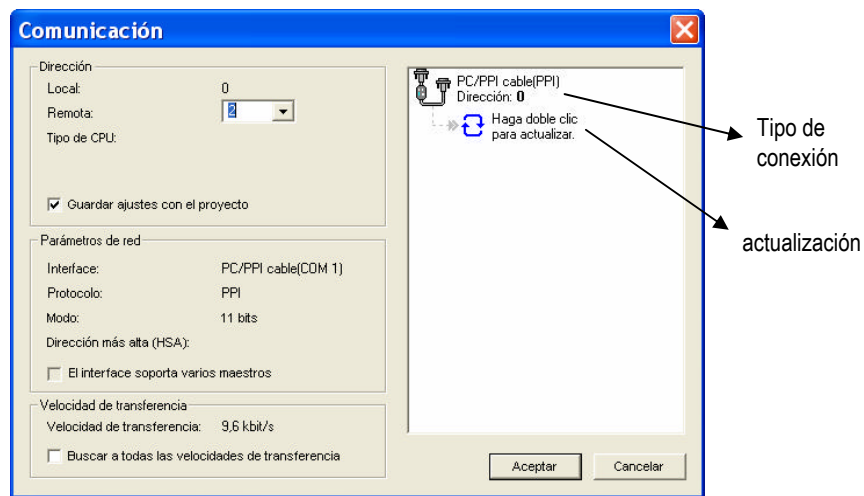 Comunicación
Dirección
Local: 0
Remota: 2
Tipo de CPU:
Guardar ajustes con el proyecto
Parámetros de red
Interface: PC/PPI cable(COM 1)
Protocolo: PPI
Modo: 11 bits
Dirección más alta (HSA):
El interface soporta varios maestros
Velocidad de transferencia
Velocidad de transferencia: 9,6 kbit/s
Buscar a todas las velocidades de transferencia
PC/PPI cable(PPI)
Dirección: 0
Haga doble clic
para actualizar.
Aceptar
Cancelar
Tipo de
conexión
actualización